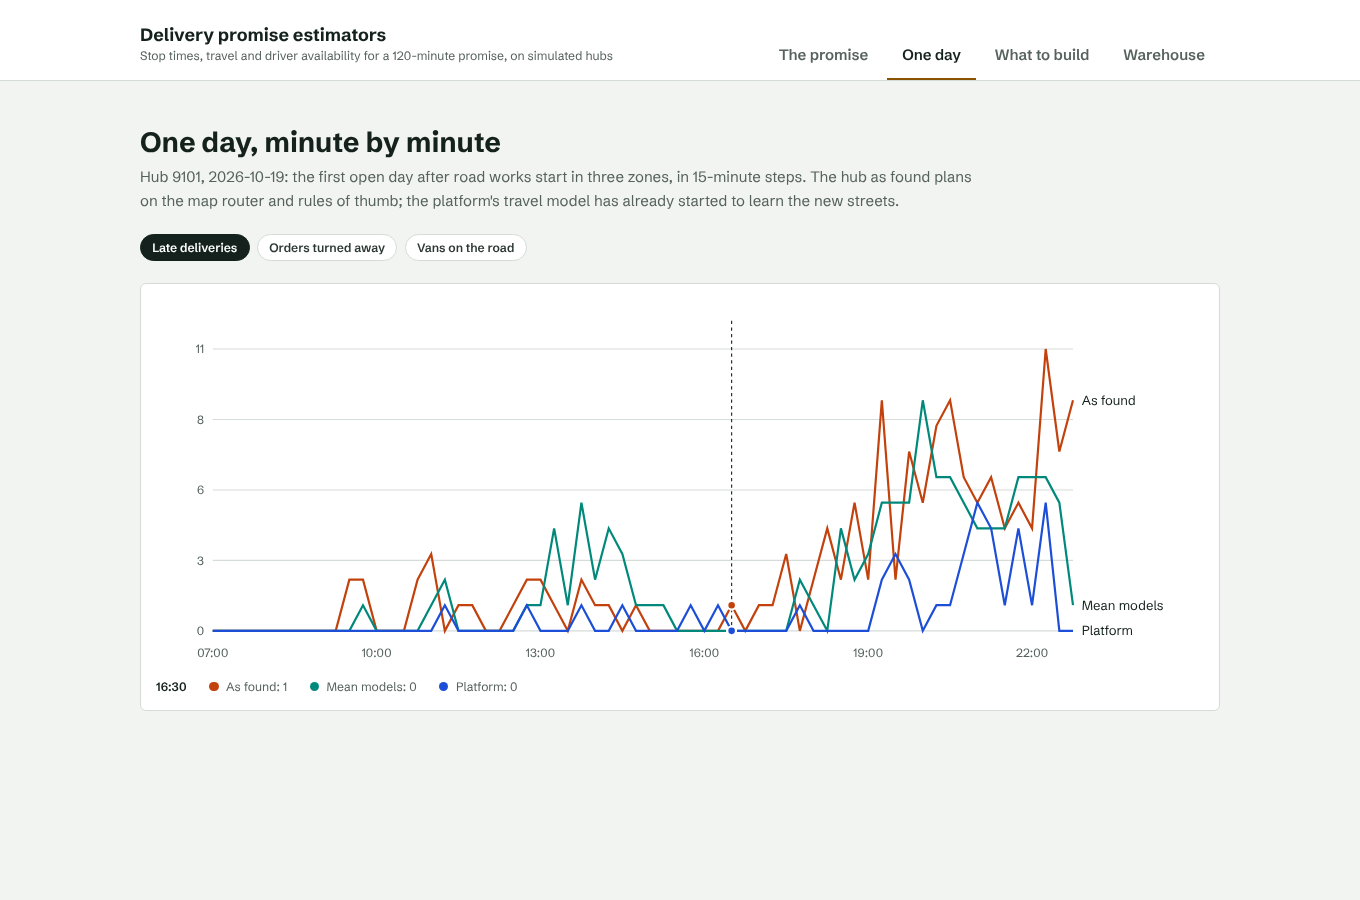 Delivery promise estimators
Stop times, travel and driver availability for a 120-minute promise, on simulated hubs
The promise
One day
What to build
Warehouse
One day, minute by minute
Hub 9101, 2026-10-19: the first open day after road works start in three zones, in 15-minute steps. The hub as found plans
on the map router and rules of thumb; the platform's travel model has already started to learn the new streets.
Late deliveries
Orders turned away
Vans on the road
11
8
6
3
0
As found
Mean models
Platform
07:00
10:00
13:00
16:00
19:00
22:00
16:30
As found: 1
Mean models: 0
Platform: 0